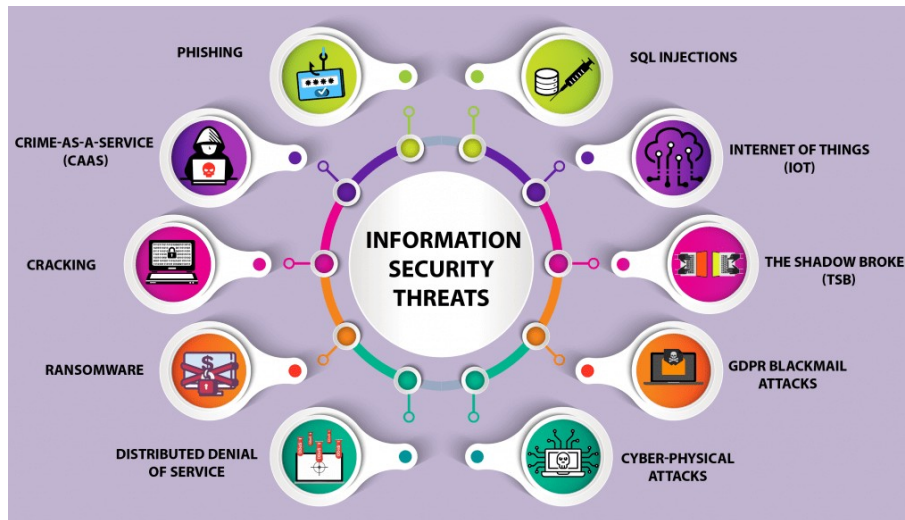 PHISHING
SQL INJECTIONS
CRIME-AS-A-SERVICE
(CAAS)
INTERNET OF THINGS
(IOT)
INFORMATION
SECURITY
THREATS
CRACKING
THE SHADOW BROKE
(TSB)
RANSOMWARE
GDPR BLACKMAIL
ATTACKS
DISTRIBUTED DENIAL
OF SERVICE
CYBER-PHYSICAL
ATTACKS